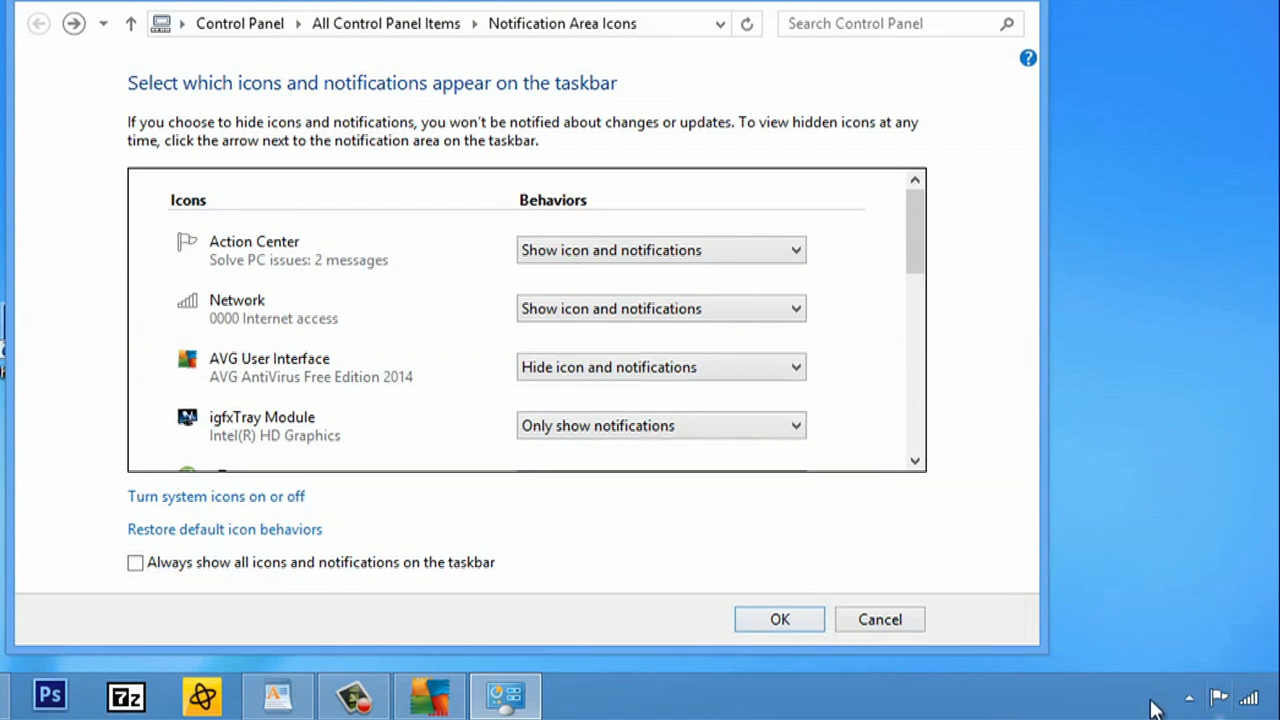 Control Panel All Control Panel Items Notification Area Icons Search Control Panel
?
Select which icons and notifications appear on the taskbar
If you choose to hide icons and notifications, you won't be notified about changes or updates. To view hidden icons at any
time, click the arrow next to the notification area on the taskbar.
Icons Behaviors
Action Center
Solve PC issues: 2 messages
Show icon and notifications
Network
0000 Internet access
Show icon and notifications
AVG User Interface
AVG AntiVirus Free Edition 2014
Hide icon and notifications
igfxTray Module
Intel(R) HD Graphics
Only show notifications
Turn system icons on or off
Restore default icon behaviors
Always show all icons and notifications on the taskbar
OK Cancel
Ps 7z